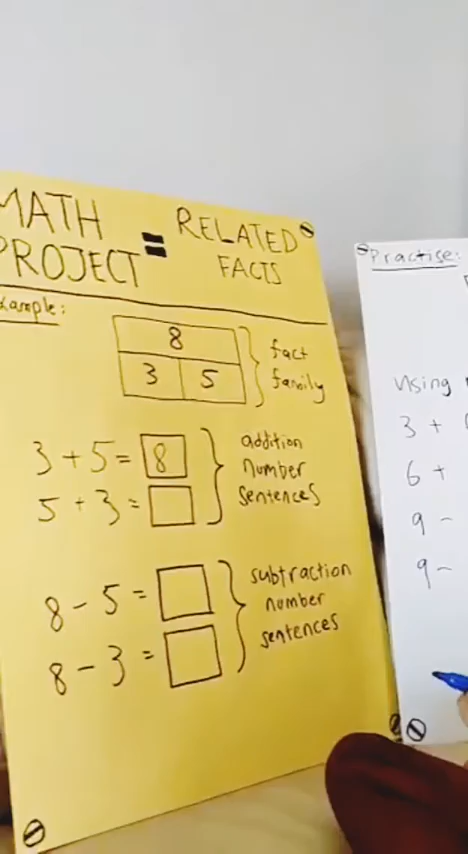 MATH PROJECT = RELATED FACTS
Example:
8
3 5
fact family
3 + 5 = 8
5 + 3 =
addition number sentences
8 - 5 =
8 - 3 =
subtraction number sentences
Practise:
Using
3 +
6 +
9 -
9 -